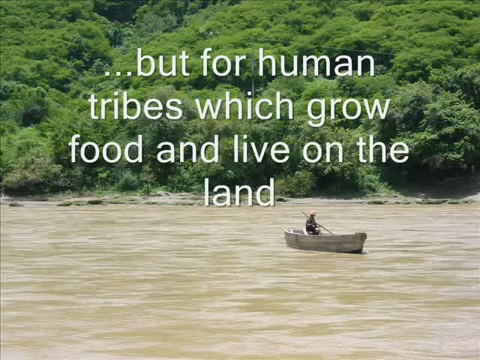 ...but for human
tribes which grow
food and live on the
land